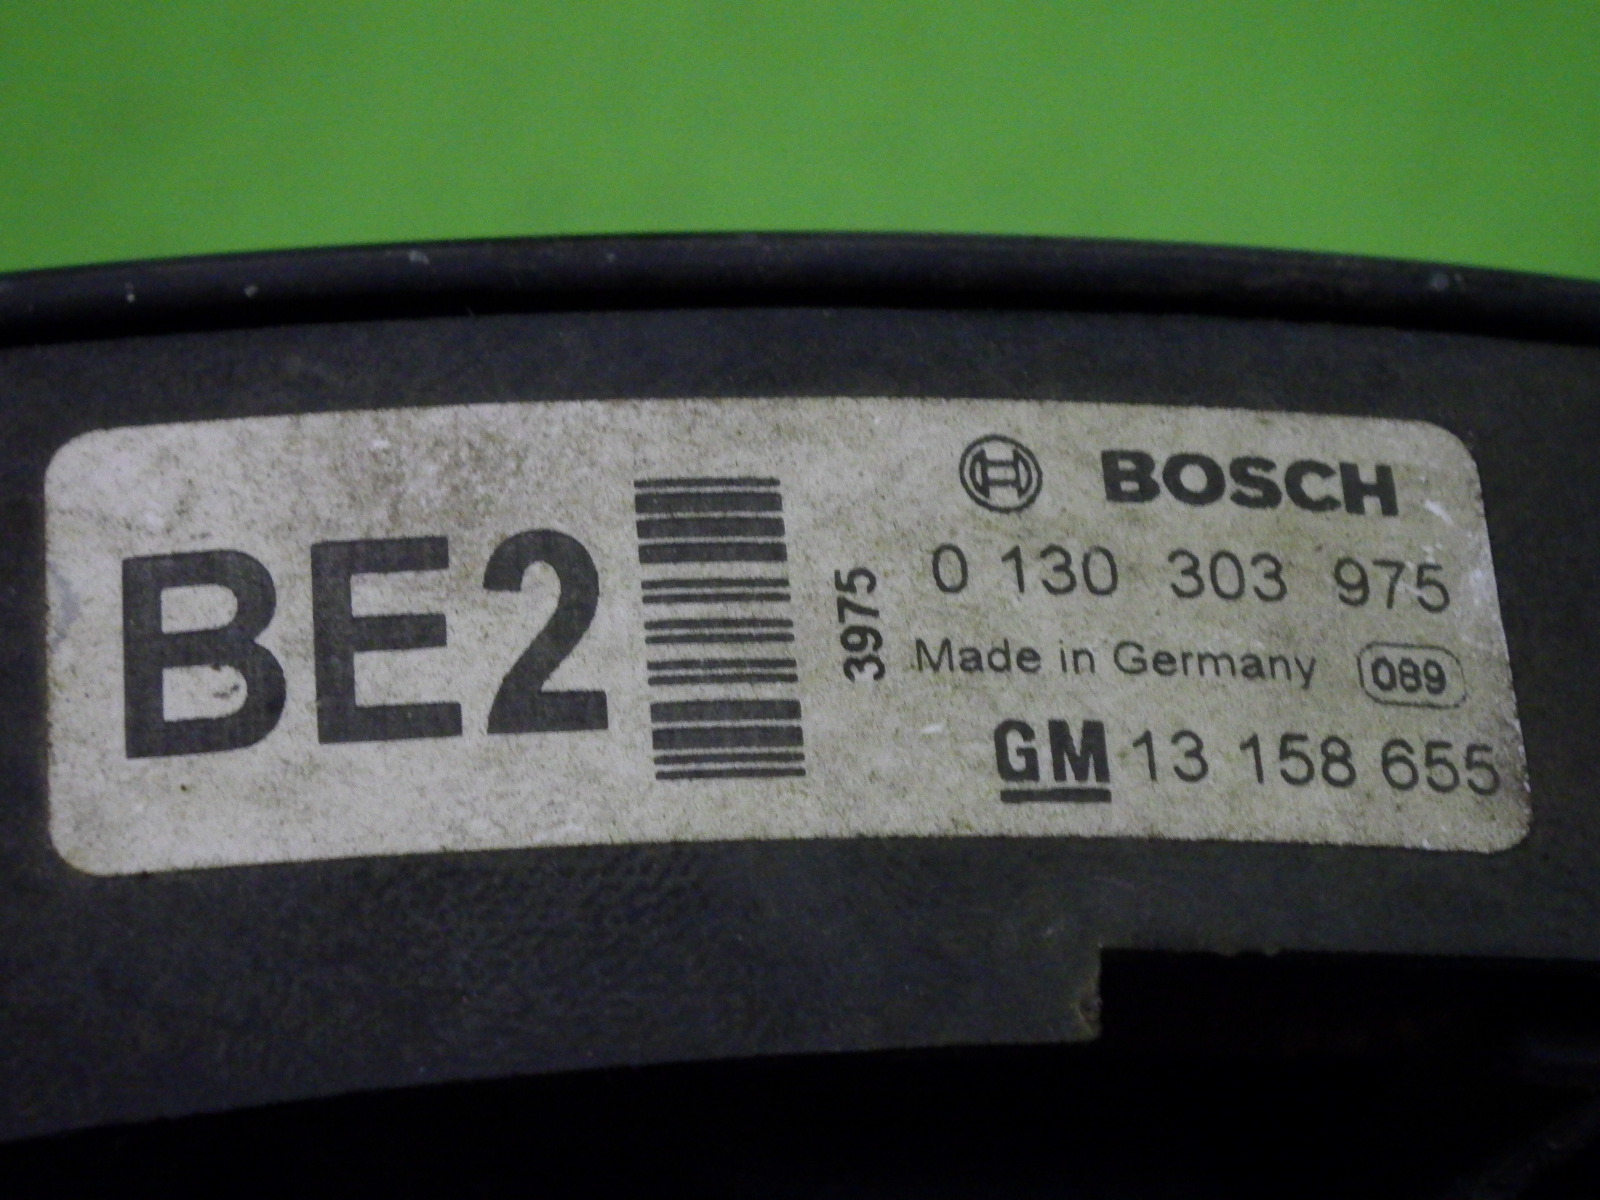 BE2
3975
BOSCH
0 130 303 975
Made in Germany 089
GM 13 158 655